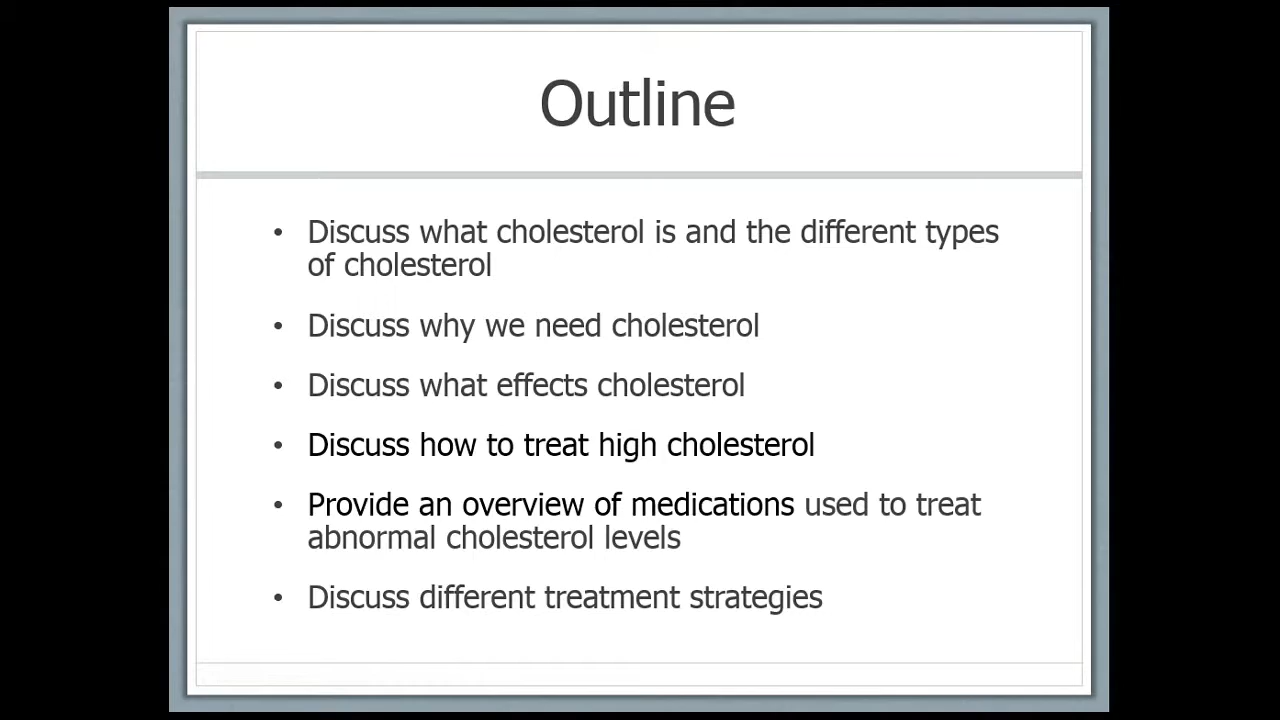 Outline
• Discuss what cholesterol is and the different types
of cholesterol
• Discuss why we need cholesterol
• Discuss what effects cholesterol
• Discuss how to treat high cholesterol
• Provide an overview of medications used to treat
abnormal cholesterol levels
• Discuss different treatment strategies